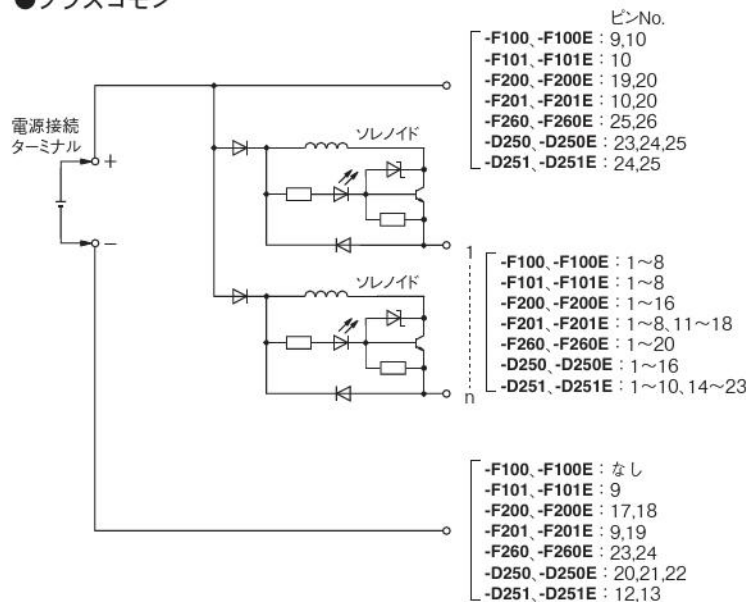 ●プラスコモン
ピンNo.
-F100、-F100E：9,10
-F101、-F101E：10
-F200、-F200E：19,20
-F201、-F201E：10,20
-F260、-F260E：25,26
-D250、-D250E：23,24,25
-D251、-D251E：24,25
電源接続
ターミナル
+
−
ソレノイド
1
ソレノイド
n
-F100、-F100E：1〜8
-F101、-F101E：1〜8
-F200、-F200E：1〜16
-F201、-F201E：1〜8、11〜18
-F260、-F260E：1〜20
-D250、-D250E：1〜16
-D251、-D251E：1〜10、14〜23
-F100、-F100E：なし
-F101、-F101E：9
-F200、-F200E：17,18
-F201、-F201E：9,19
-F260、-F260E：23,24
-D250、-D250E：20,21,22
-D251、-D251E：12,13